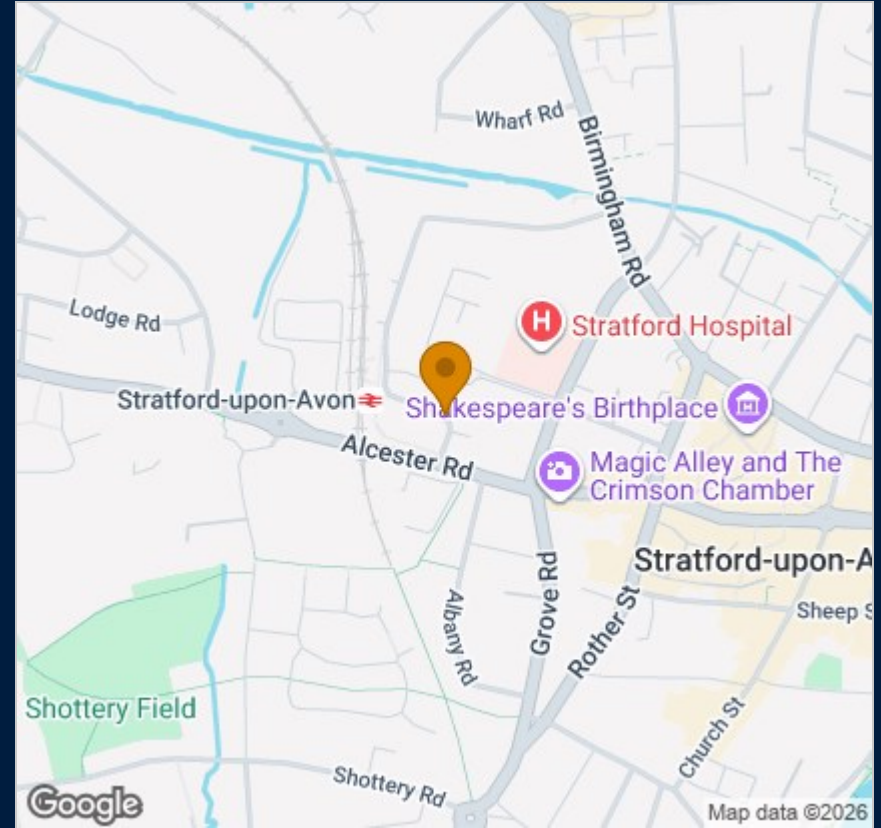 Wharf Rd
Birmingham Rd
Lodge Rd
H
Stratford Hospital
Stratford-upon-Avon
Shakespeare's Birthplace
Alcester Rd
Magic Alley and The
Crimson Chamber
Stratford-upon-A
Grove Rd
Rother St
Albany Rd
Sheep S
Shottery Field
Church St
Shottery Rd
Google
Map data ©2026